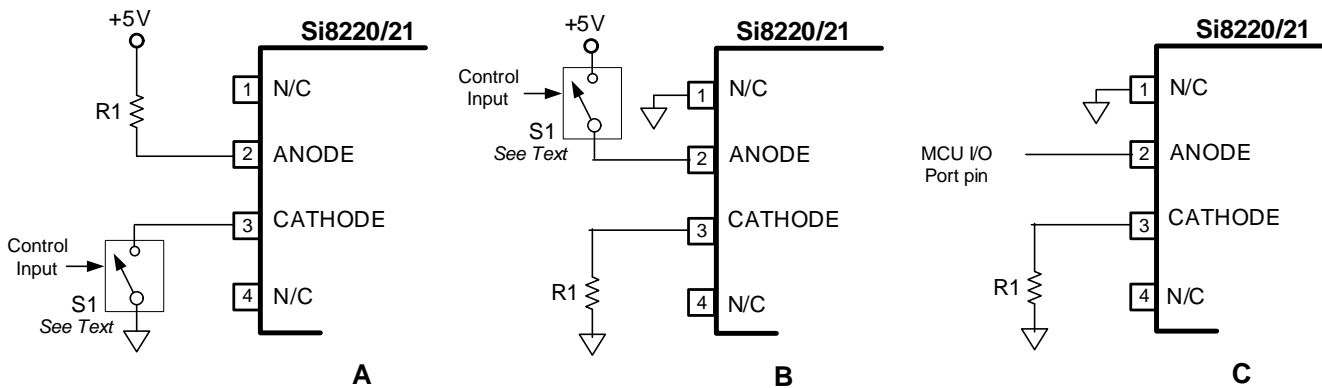 +5V
Si8220/21
1 N/C
R1
2 ANODE
3 CATHODE
Control
Input
S1
See Text
4 N/C
A
+5V
Si8220/21
Control
Input
1 N/C
S1
See Text
2 ANODE
3 CATHODE
R1
4 N/C
B
Si8220/21
1 N/C
MCU I/O
Port pin
2 ANODE
3 CATHODE
R1
4 N/C
C